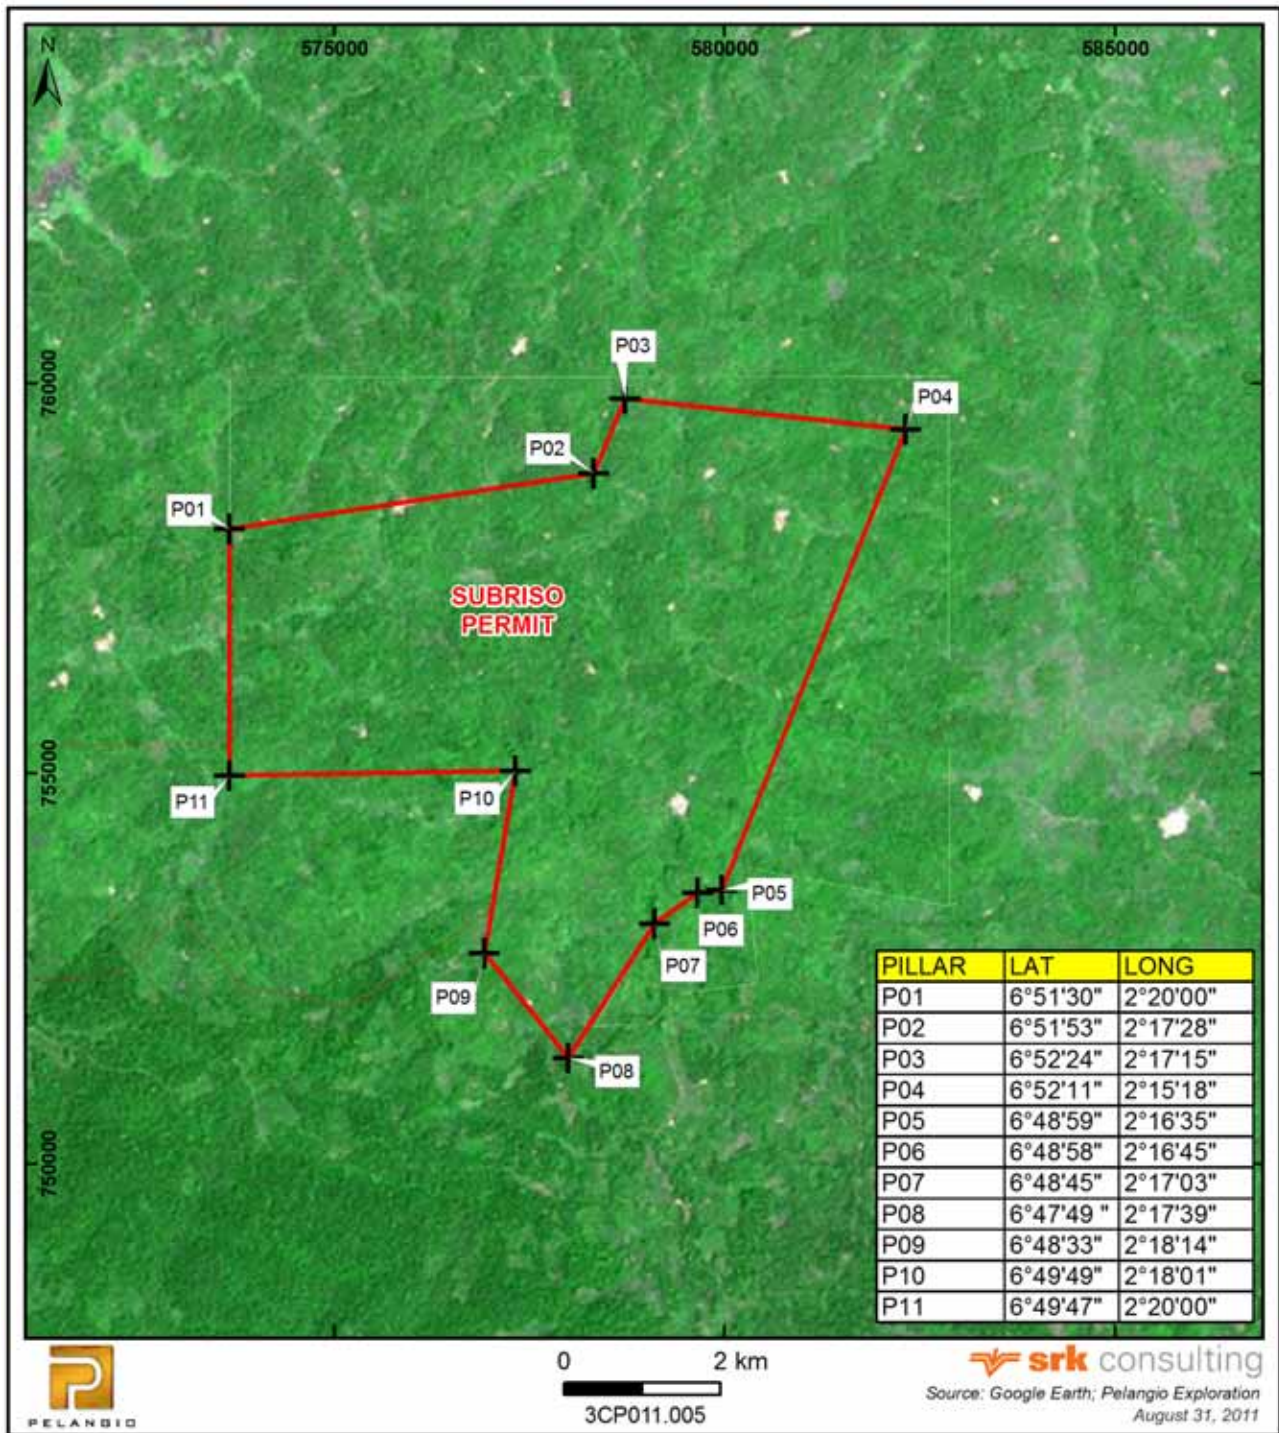 N
575000 580000 585000
760000
755000
750000
P03
P04
P02
P01
SUBRISO
PERMIT
P11
P10
P05
P06
P07
P09
P08
PILLAR LAT LONG
P01 6°51'30" 2°20'00"
P02 6°51'53" 2°17'28"
P03 6°52'24" 2°17'15"
P04 6°52'11" 2°15'18"
P05 6°48'59" 2°16'35"
P06 6°48'58" 2°16'45"
P07 6°48'45" 2°17'03"
P08 6°47'49 " 2°17'39"
P09 6°48'33" 2°18'14"
P10 6°49'49" 2°18'01"
P11 6°49'47" 2°20'00"
PELANGIO
0 2 km
3CP011.005
srk consulting
Source: Google Earth; Pelangio Exploration
August 31, 2011